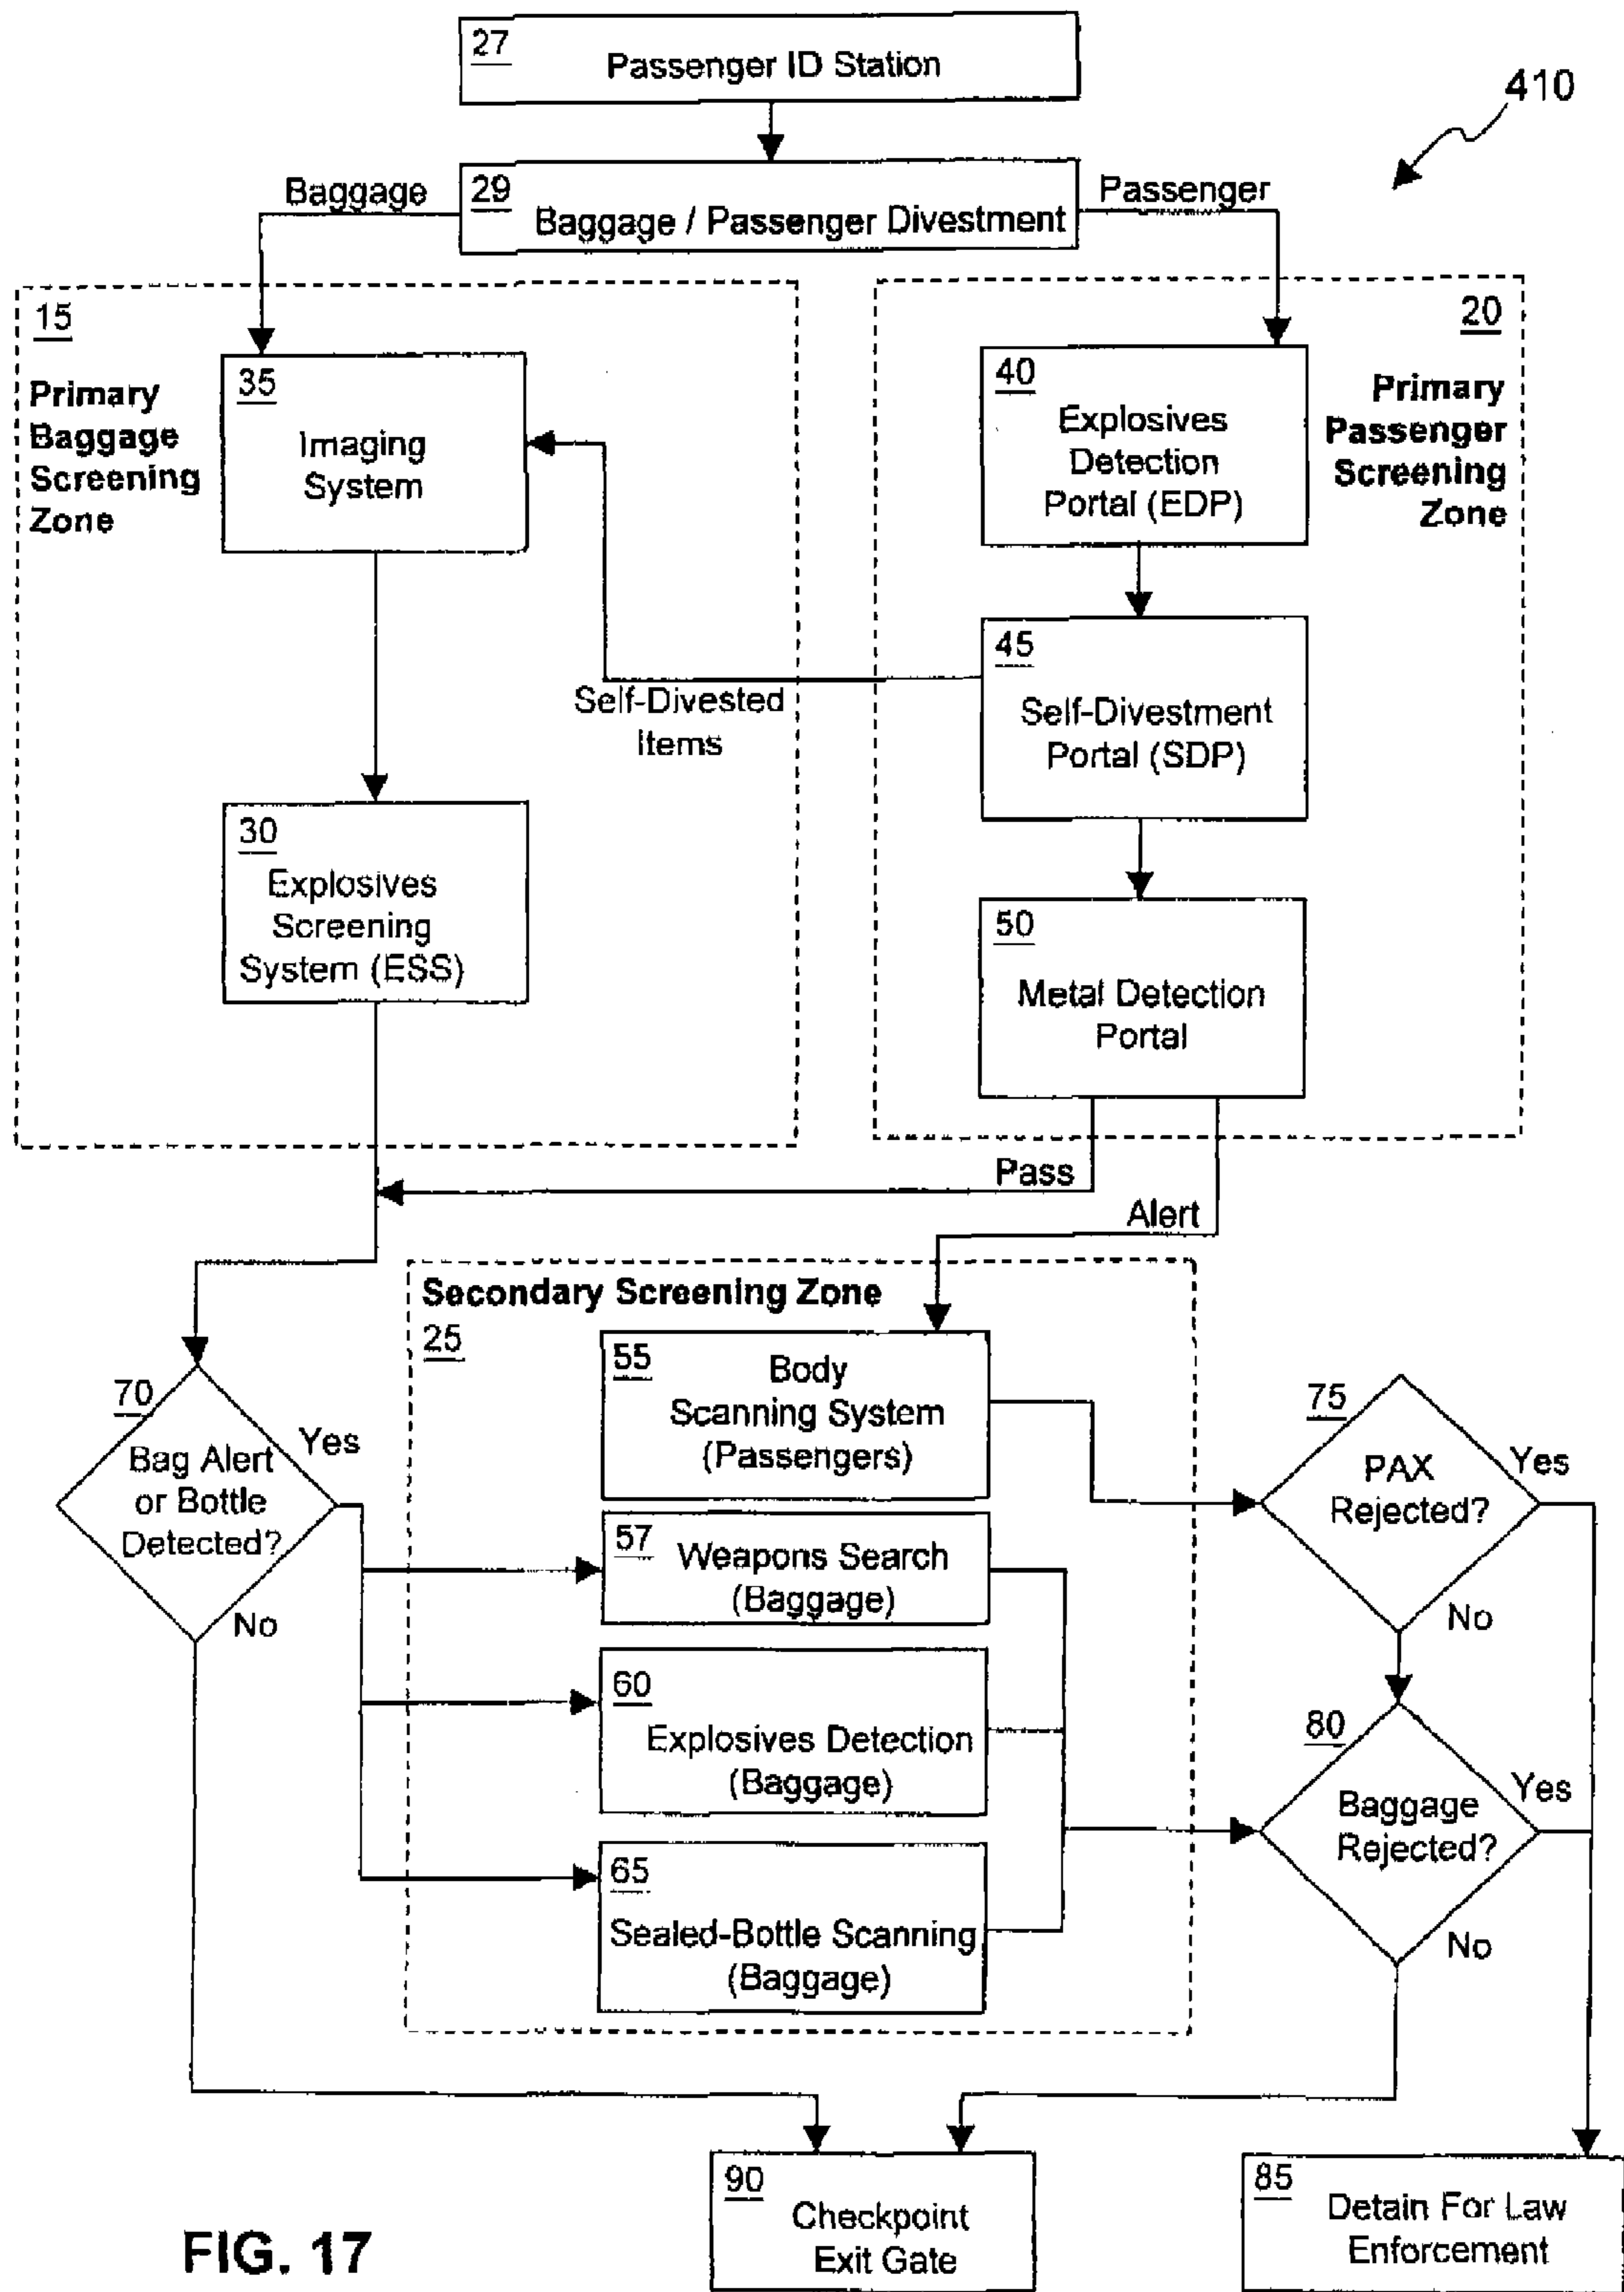 27
Passenger ID Station
410
Baggage
29
Baggage / Passenger Divestment
Passenger
15
Primary
Baggage
Screening
Zone
35
Imaging
System
20
Primary
Passenger
Screening
Zone
40
Explosives
Detection
Portal (EDP)
Self-Divested
Items
45
Self-Divestment
Portal (SDP)
30
Explosives
Screening
System (ESS)
50
Metal Detection
Portal
Pass
Alert
Secondary Screening Zone
25
55
Body
Scanning System
(Passengers)
70
Bag Alert
or Bottle
Detected?
Yes
No
57
Weapons Search
(Baggage)
60
Explosives Detection
(Baggage)
65
Sealed-Bottle Scanning
(Baggage)
75
PAX
Rejected?
Yes
No
80
Baggage
Rejected?
Yes
No
90
Checkpoint
Exit Gate
85
Detain For Law
Enforcement
FIG. 17